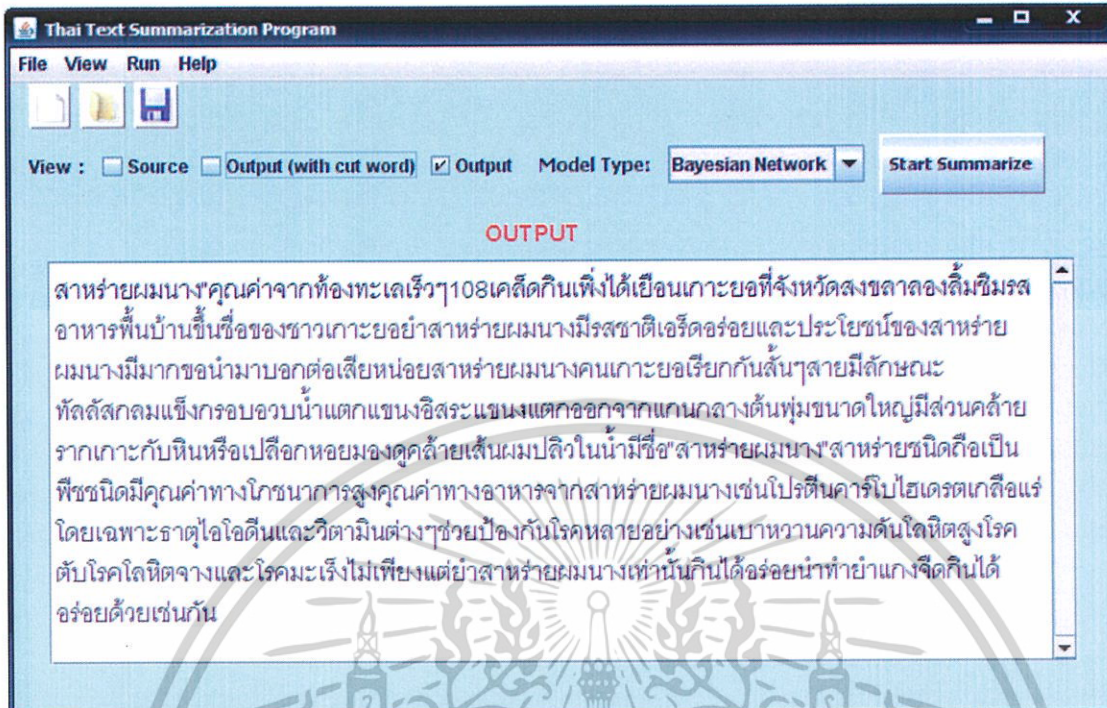 Thai Text Summarization Program
File View Run Help
View : Source Output (with cut word) Output Model Type: Bayesian Network Start Summarize
OUTPUT
สาหร่ายผมนาง"คุณค่าจากท้องทะเลเร็วๆ108เคล็ดกินเพิ่งได้เยือนเกาะยอที่จังหวัดสงขลาลองลิ้มชิมรส
อาหารพื้นบ้านขึ้นชื่อของชาวเกาะยอยำสาหร่ายผมนางมีรสชาติเอร็ดอร่อยและประโยชน์ของสาหร่าย
ผมนางมีมากขอนำมาบอกต่อเสียหน่อยสาหร่ายผมนางคนเกาะยอเรียกกันสั้นๆสายมีลักษณะ
ทัลลัสกลมแข็งกรอบอวบน้ำแตกแขนงอิสระแขนงแตกออกจากแกนกลางต้นพุ่มขนาดใหญ่มีส่วนคล้าย
รากเกาะกับหินหรือเปลือกหอยมองดูคล้ายเส้นผมปลิวในน้ำมีชื่อ"สาหร่ายผมนาง"สาหร่ายชนิดถือเป็น
พืชชนิดมีคุณค่าทางโภชนาการสูงคุณค่าทางอาหารจากสาหร่ายผมนางเช่นโปรตีนคาร์โบไฮเดรตเกลือแร่
โดยเฉพาะธาตุไอโอดีนและวิตามินต่างๆช่วยป้องกันโรคหลายอย่างเช่นเบาหวานความดันโลหิตสูงโรค
ตับโรคโลหิตจางและโรคมะเร็งไม่เพียงแต่ยำสาหร่ายผมนางเท่านั้นกินได้อร่อยนำทำยำแกงจืดกินได้
อร่อยด้วยเช่นกัน